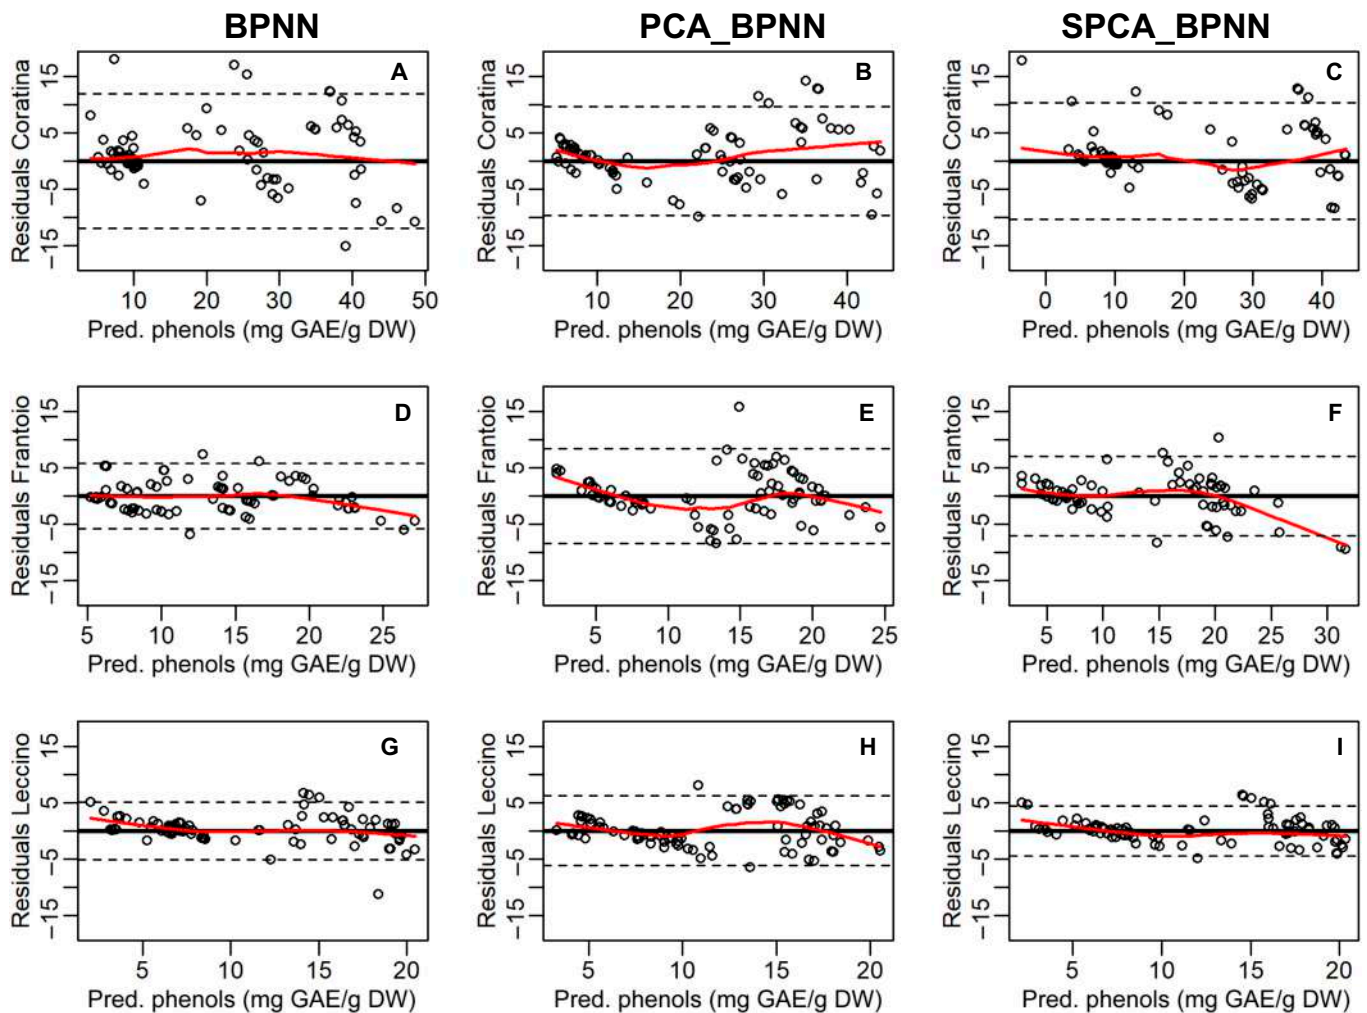 BPNN PCA_BPNN SPCA_BPNN
A
Residuals Coratina
−15 −5 5 15
10 20 30 40 50
Pred. phenols (mg GAE/g DW)
B
Residuals Coratina
−15 −5 5 15
10 20 30 40
Pred. phenols (mg GAE/g DW)
C
Residuals Coratina
−15 −5 5 15
0 10 20 30 40
Pred. phenols (mg GAE/g DW)
D
Residuals Frantoio
−15 −5 5 15
5 10 15 20 25
Pred. phenols (mg GAE/g DW)
E
Residuals Frantoio
−15 −5 5 15
5 10 15 20 25
Pred. phenols (mg GAE/g DW)
F
Residuals Frantoio
−15 −5 5 15
5 10 15 20 25 30
Pred. phenols (mg GAE/g DW)
G
Residuals Leccino
−15 −5 5 15
5 10 15 20
Pred. phenols (mg GAE/g DW)
H
Residuals Leccino
−15 −5 5 15
5 10 15 20
Pred. phenols (mg GAE/g DW)
I
Residuals Leccino
−15 −5 5 15
5 10 15 20
Pred. phenols (mg GAE/g DW)